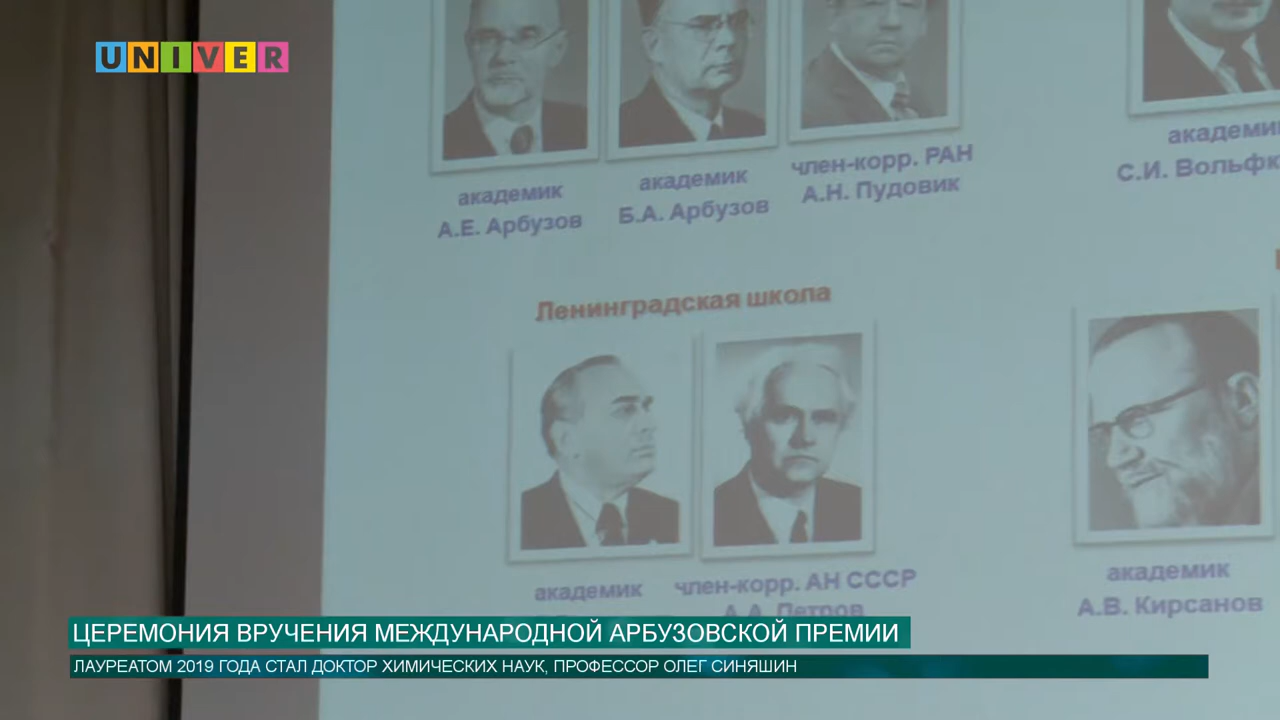 UNIVER
академик
А.Е. Арбузов
академик
Б.А. Арбузов
член-корр. РАН
А.Н. Пудовик
С.И.
Ленинградская школа
академик
член-корр. АН СССР
А.А. Петров
академик
А.В. Кирсанов
ЦЕРЕМОНИЯ ВРУЧЕНИЯ МЕЖДУНАРОДНОЙ АРБУЗОВСКОЙ ПРЕМИИ
ЛАУРЕАТОМ 2019 ГОДА СТАЛ ДОКТОР ХИМИЧЕСКИХ НАУК, ПРОФЕССОР ОЛЕГ СИНЯШИН